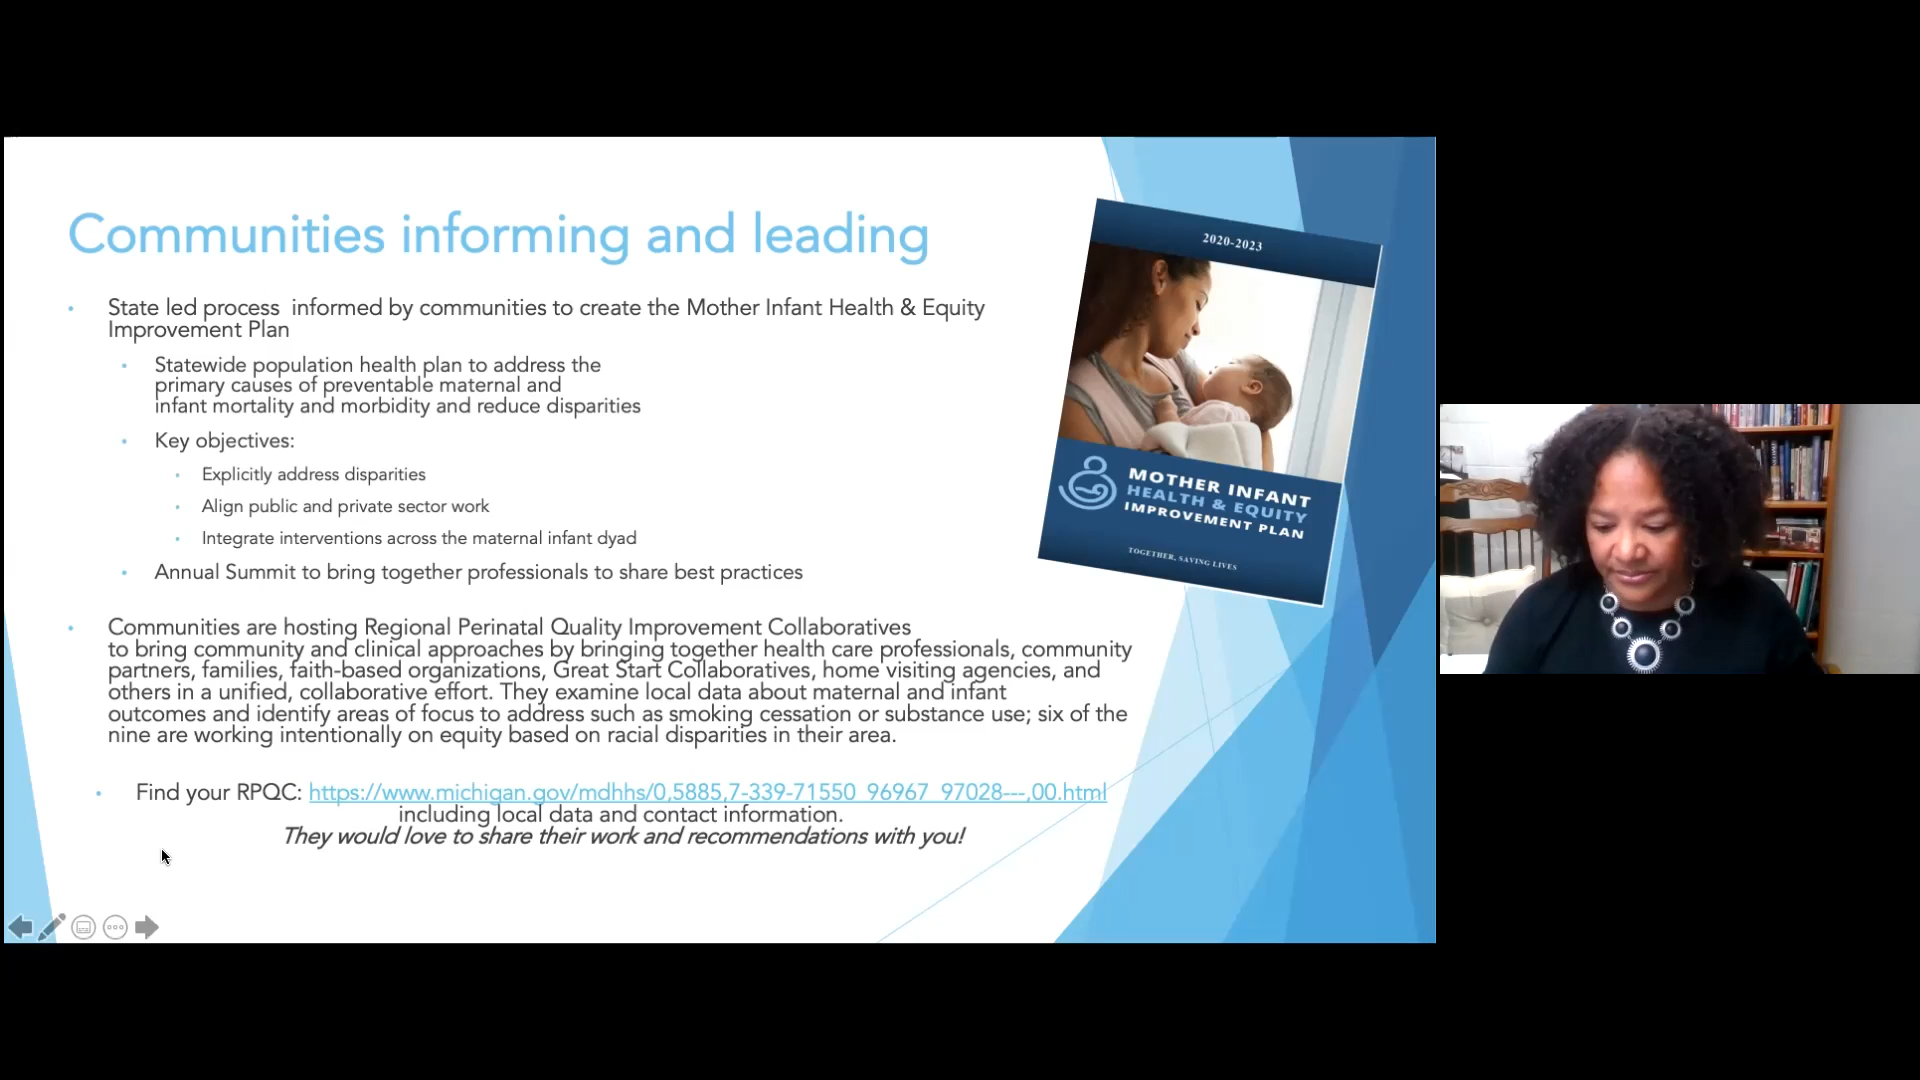 Communities informing and leading
State led process  informed by communities to create the Mother Infant Health & Equity
Improvement Plan
Statewide population health plan to address the
primary causes of preventable maternal and
infant mortality and morbidity and reduce disparities
Key objectives:
Explicitly address disparities
Align public and private sector work
Integrate interventions across the maternal infant dyad
Annual Summit to bring together professionals to share best practices
Communities are hosting Regional Perinatal Quality Improvement Collaboratives
to bring community and clinical approaches by bringing together health care professionals, community
partners, families, faith-based organizations, Great Start Collaboratives, home visiting agencies, and
others in a unified, collaborative effort. They examine local data about maternal and infant
outcomes and identify areas of focus to address such as smoking cessation or substance use; six of the
nine are working intentionally on equity based on racial disparities in their area.
Find your RPQC: https://www.michigan.gov/mdhhs/0,5885,7-339-71550_96967_97028---,00.html
including local data and contact information.
They would love to share their work and recommendations with you!
2020-2023
MOTHER INFANT
HEALTH & EQUITY
IMPROVEMENT PLAN
TOGETHER, SAVING LIVES